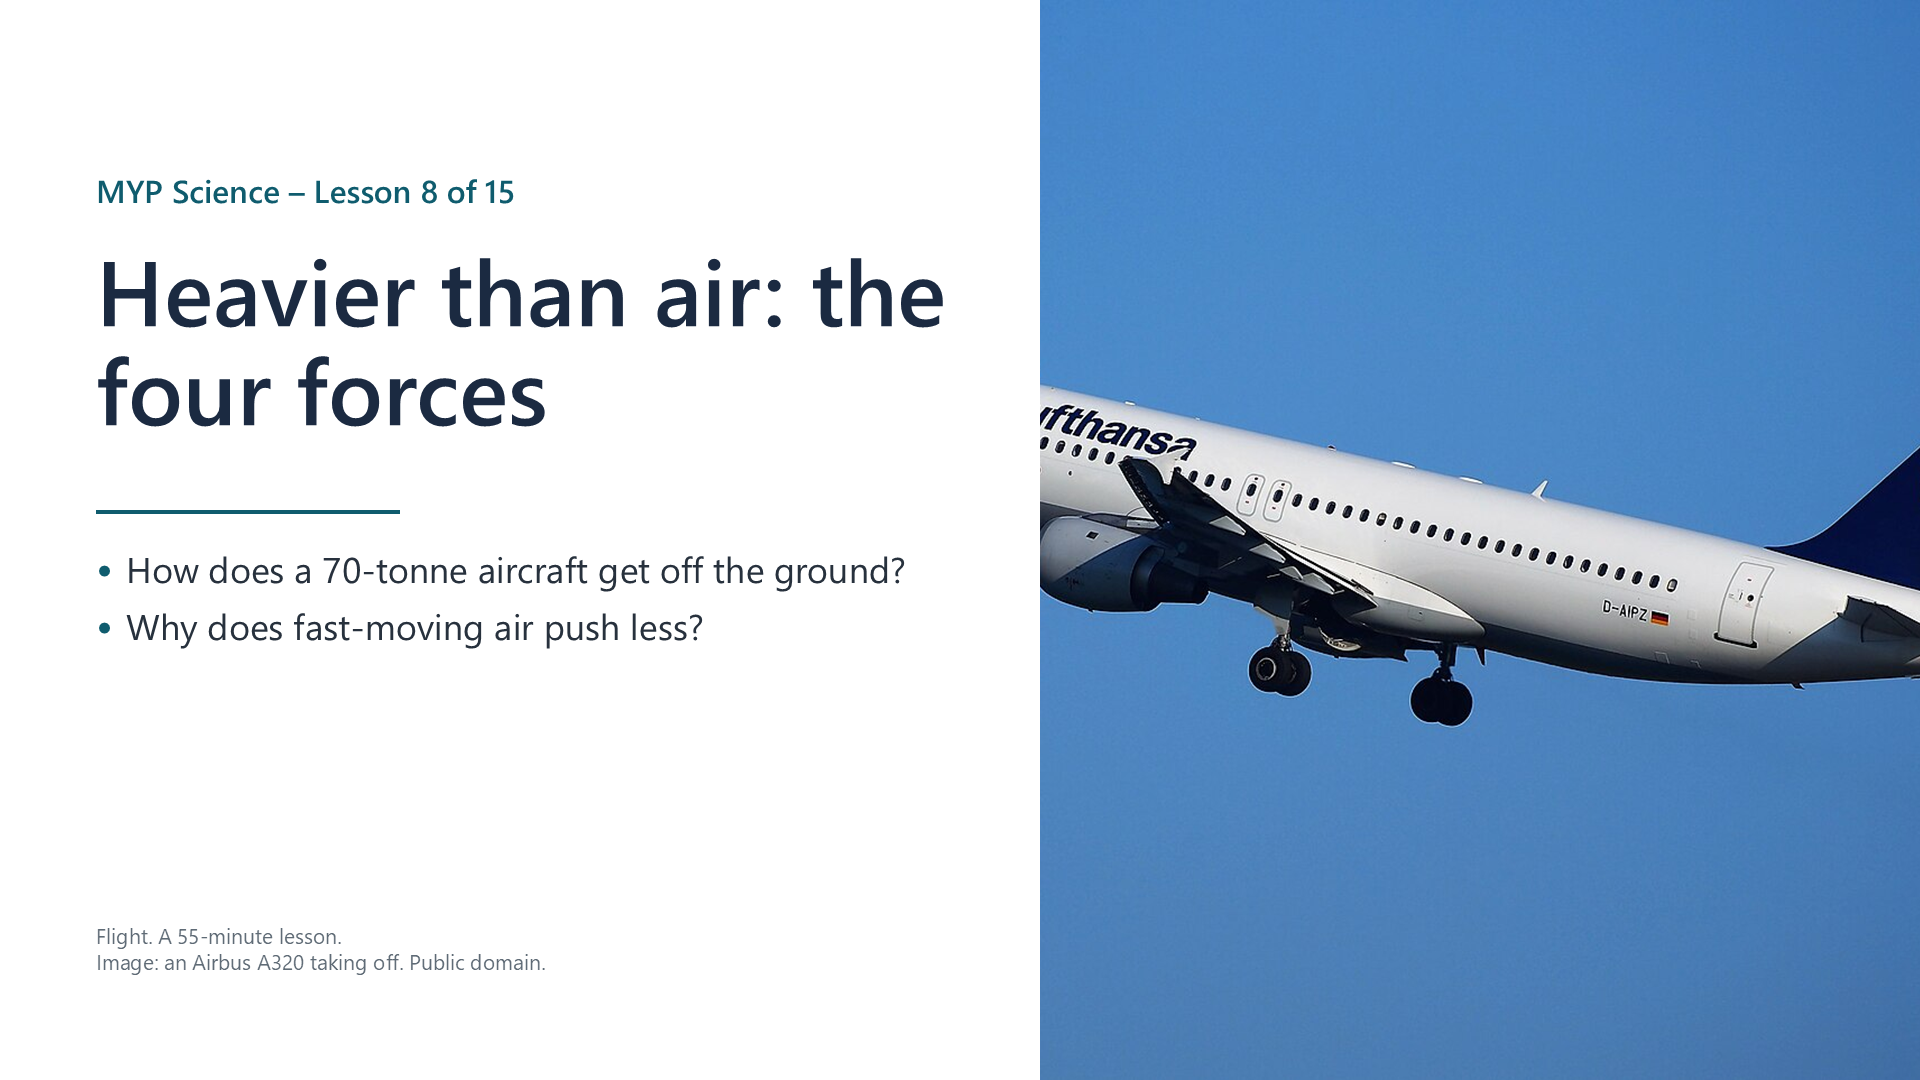 MYP Science – Lesson 8 of 15
Heavier than air: the
four forces
• How does a 70-tonne aircraft get off the ground?
• Why does fast-moving air push less?
Flight. A 55-minute lesson.
Image: an Airbus A320 taking off. Public domain.
ufthansa
D-AIPZ